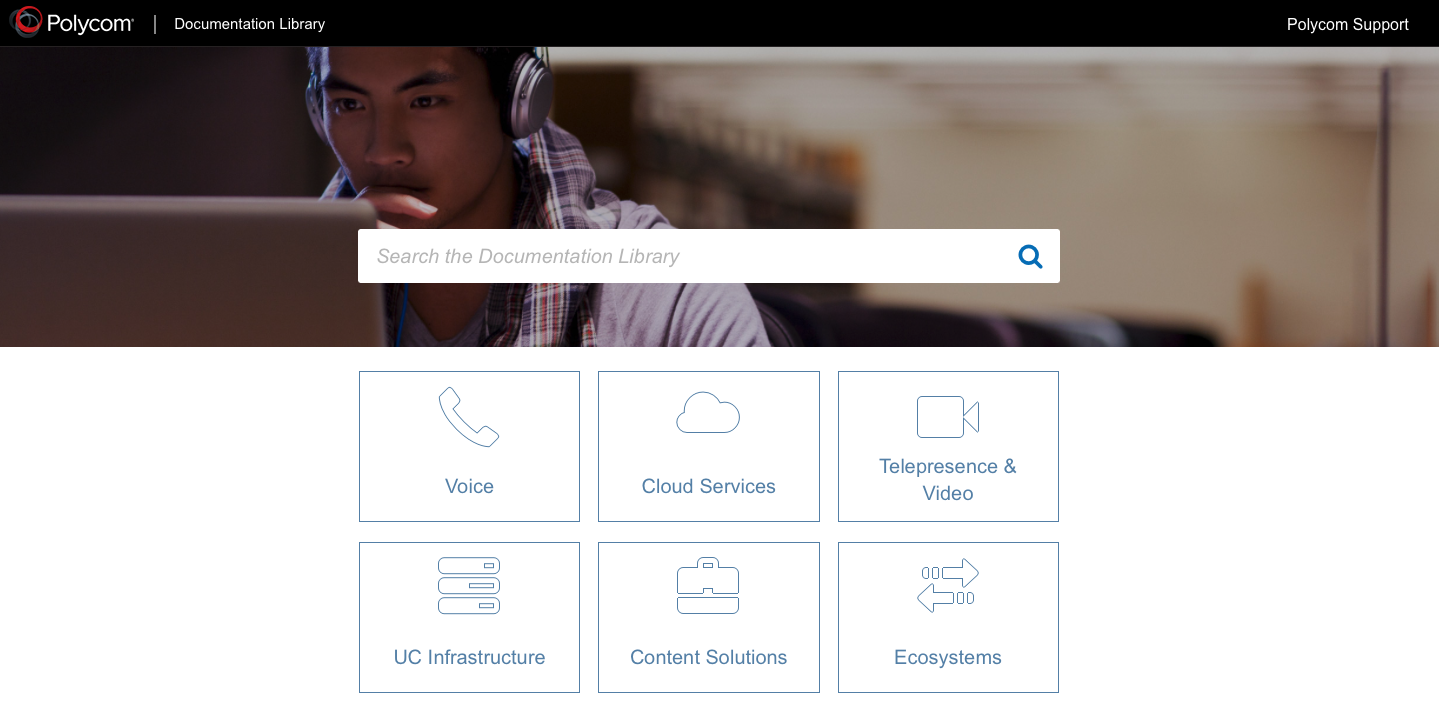 Polycom
Documentation Library
Polycom Support
Search the Documentation Library
Voice
Cloud Services
Telepresence &
Video
UC Infrastructure
Content Solutions
Ecosystems